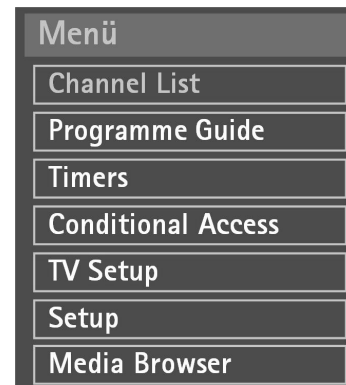 Menü
Channel List
Programme Guide
Timers
Conditional Access
TV Setup
Setup
Media Browser